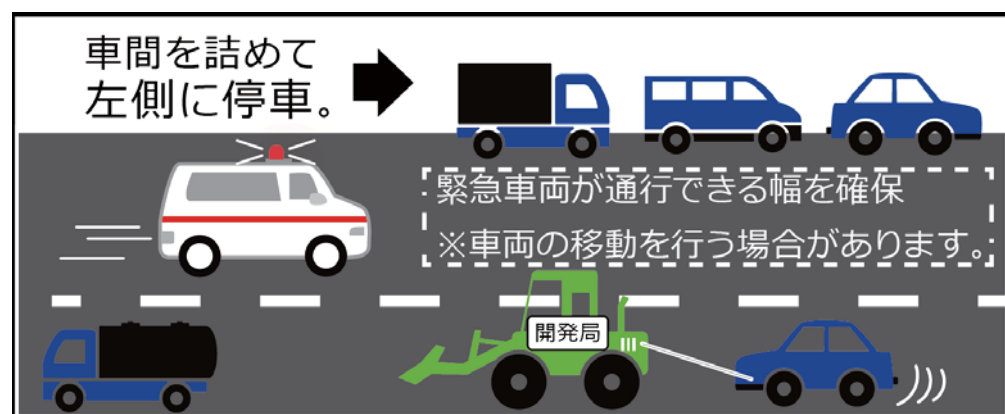 車間を詰めて
左側に停車。
緊急車両が通行できる幅を確保
※車両の移動を行う場合があります。
開発局